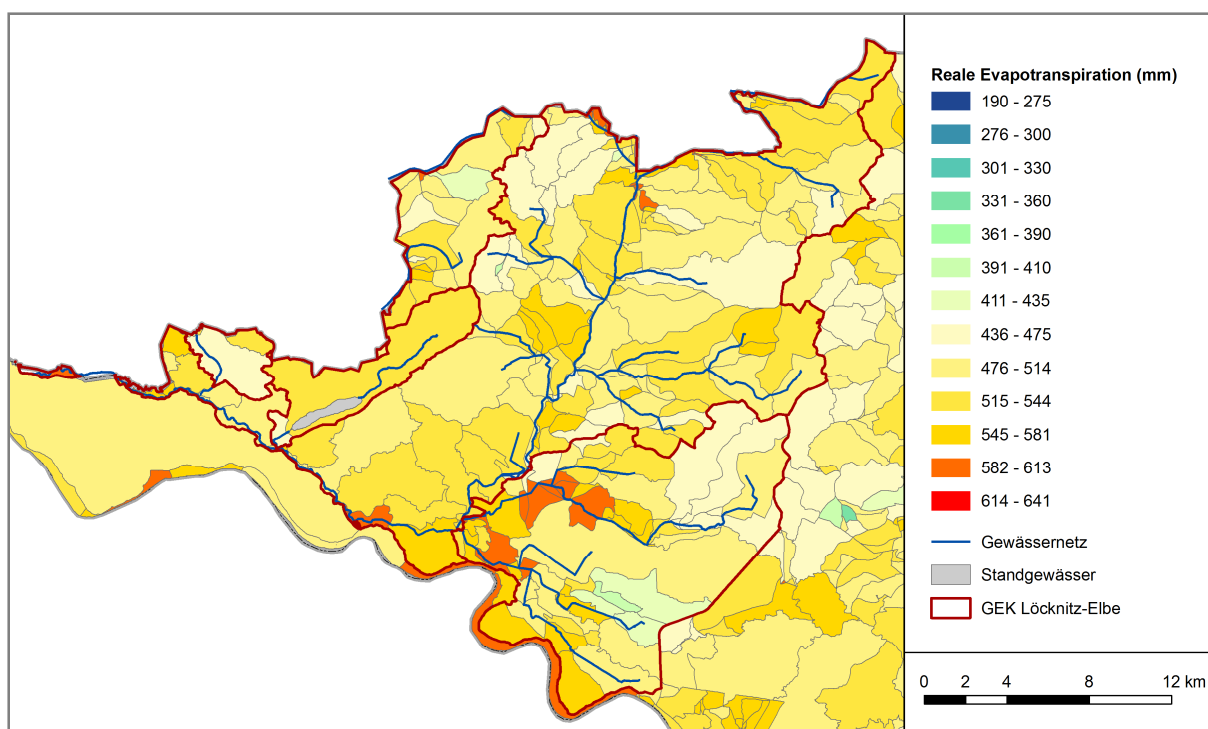 Reale Evapotranspiration (mm)
190 - 275
276 - 300
301 - 330
331 - 360
361 - 390
391 - 410
411 - 435
436 - 475
476 - 514
515 - 544
545 - 581
582 - 613
614 - 641
Gewässernetz
Standgewässer
GEK Löcknitz-Elbe
0 2 4 8 12 km